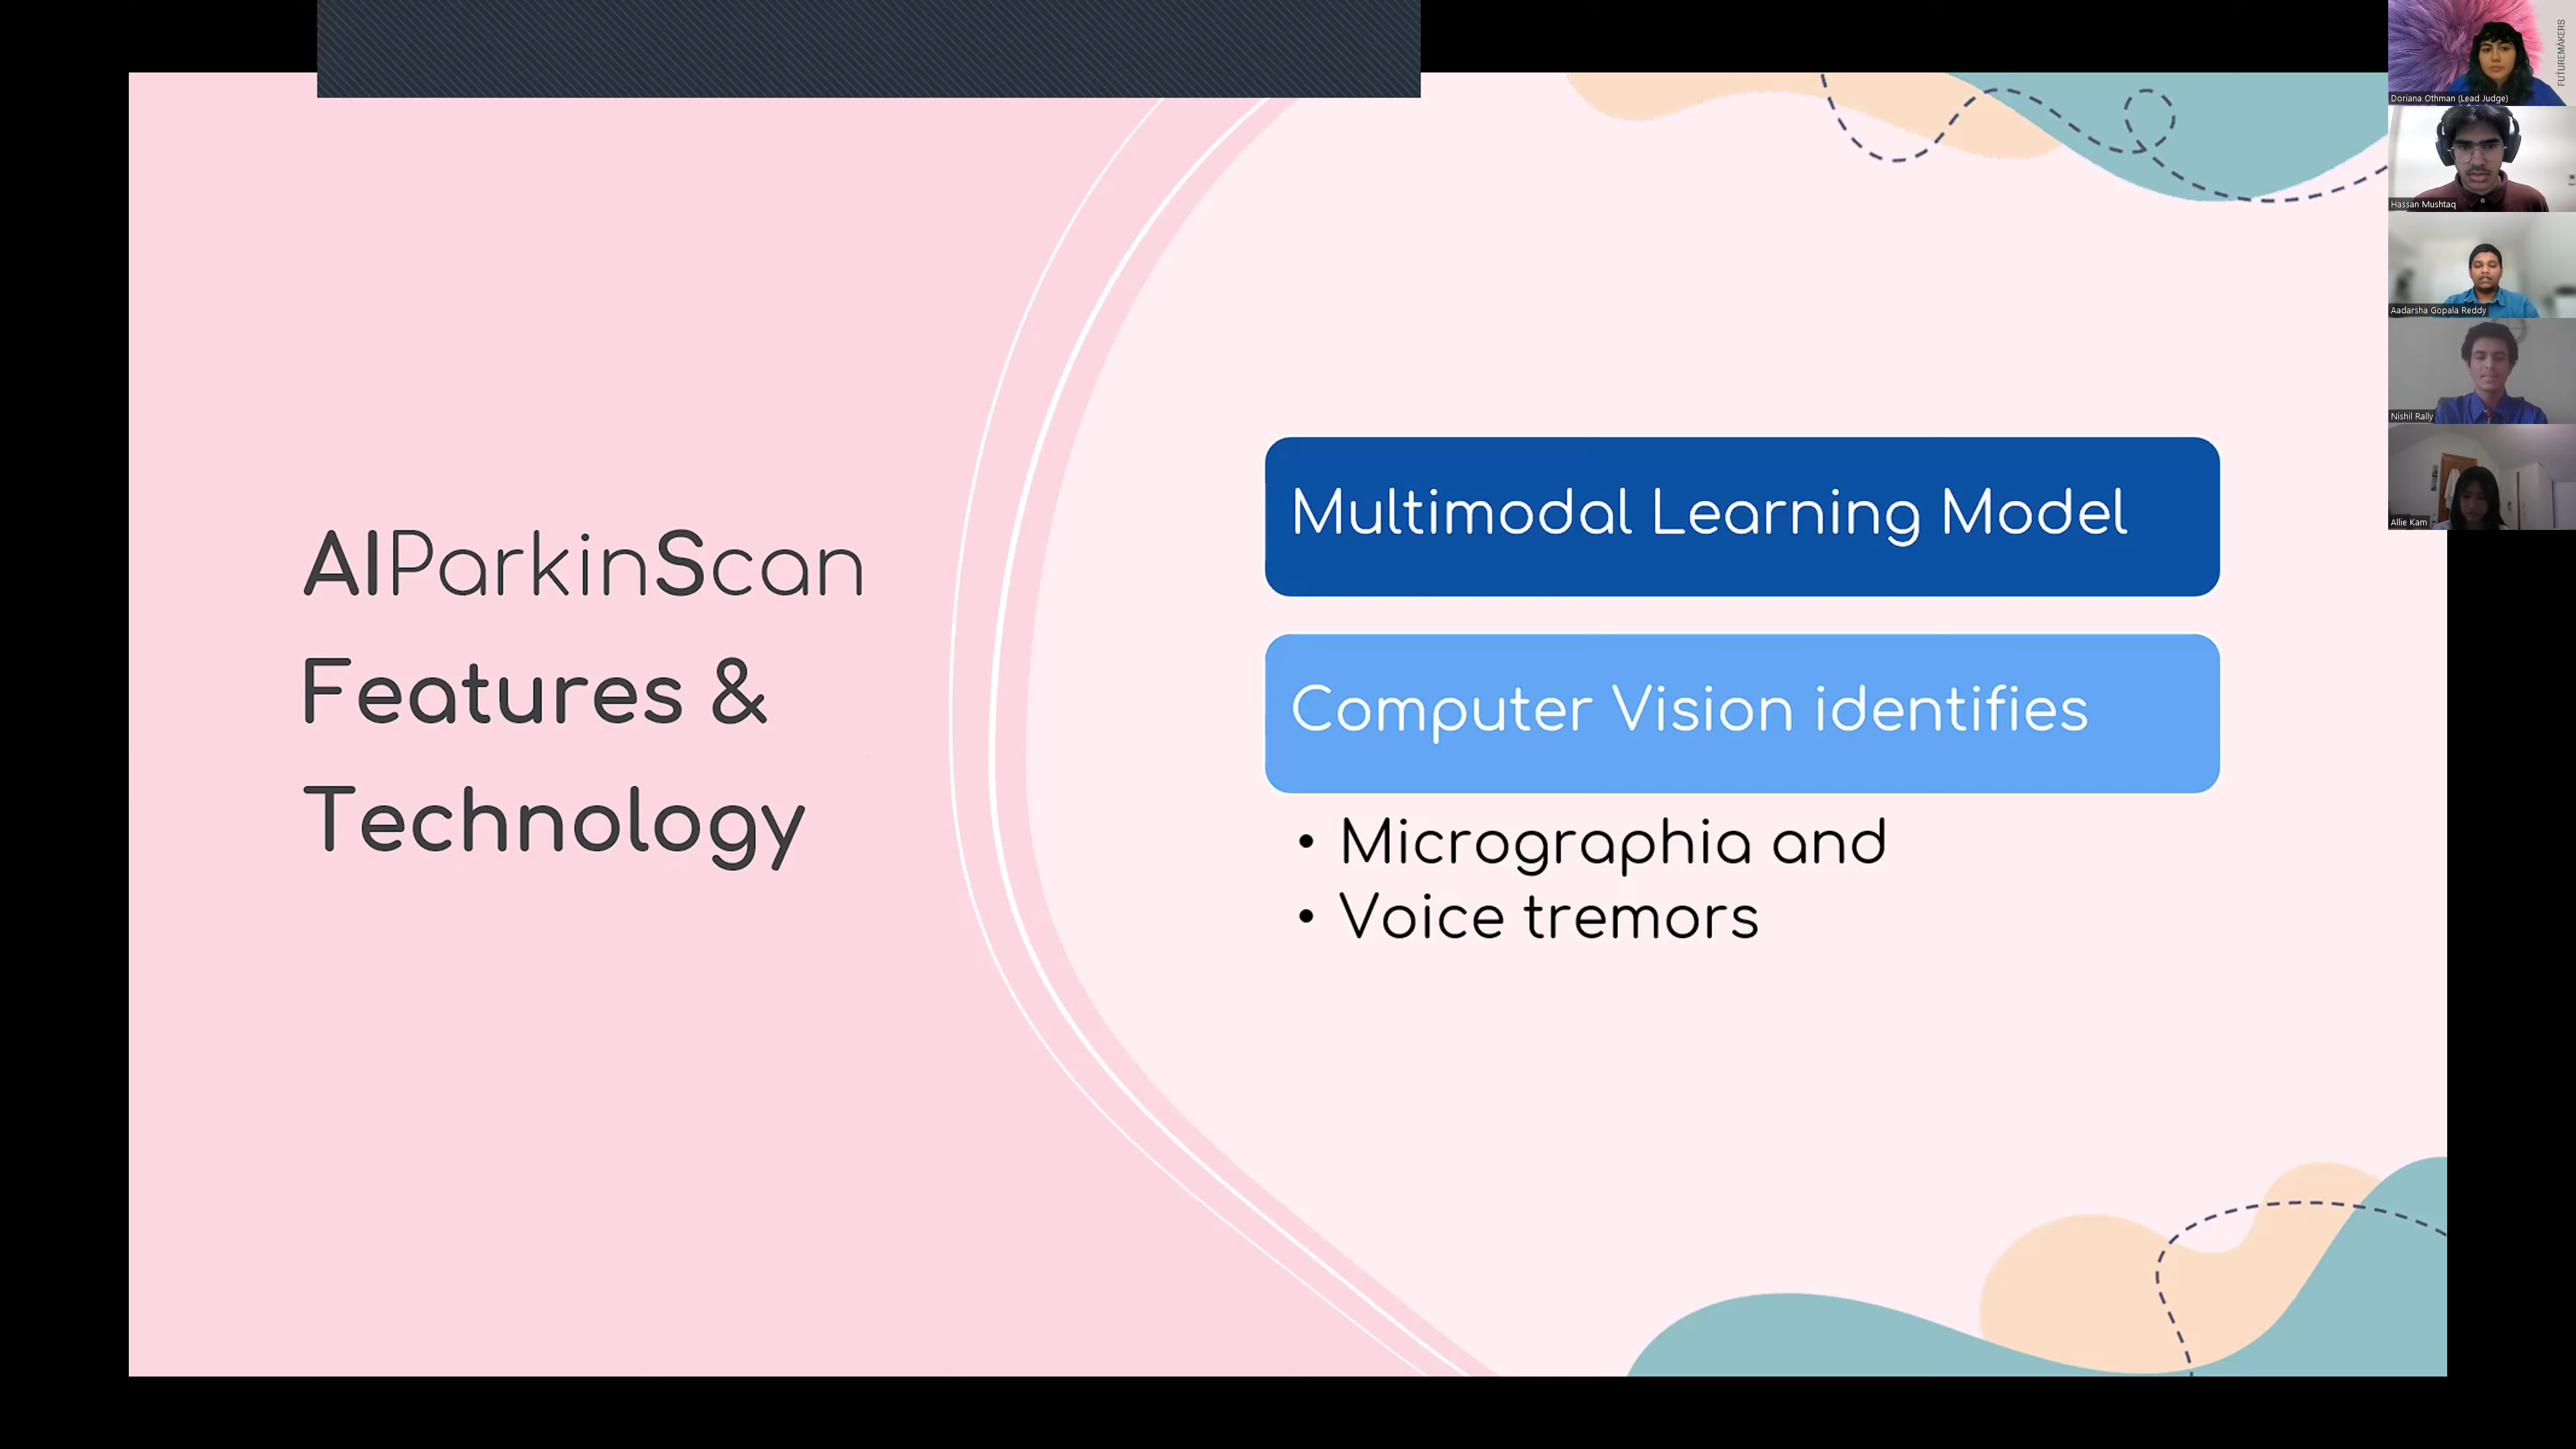 AIParkinScan
Features &
Technology
Multimodal Learning Model
Computer Vision identifies
• Micrographia and
• Voice tremors
FUTUREMAKERS
Doriana Othman (Lead Judge)
Hassan Mushtaq
Aadarsha Gopala Reddy
Nishil Rally
Allie Kam